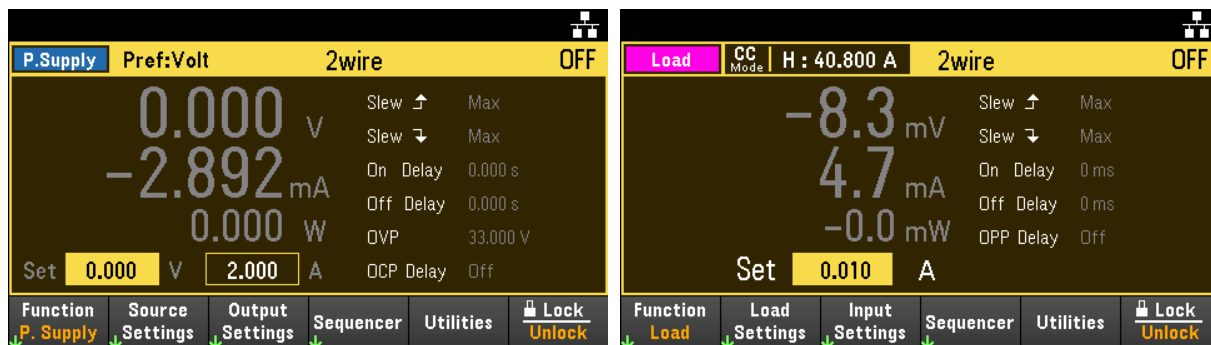 P.Supply Pref:Volt 2wire OFF
0.000 V Slew Max
Slew Max
-2.892 mA On Delay 0.000 s
Off Delay 0.000 s
0.000 W OVP 33.000 V
Set 0.000 V 2.000 A OCP Delay Off
Function Source Output Sequencer Utilities Lock
P. Supply Settings Settings Unlock
Load CC Mode H : 40.800 A 2wire OFF
-8.3 mV Slew Max
Slew Max
4.7 mA On Delay 0 ms
Off Delay 0 ms
-0.0 mW OPP Delay Off
Set 0.010 A
Function Load Input Sequencer Utilities Lock
Load Settings Settings Unlock